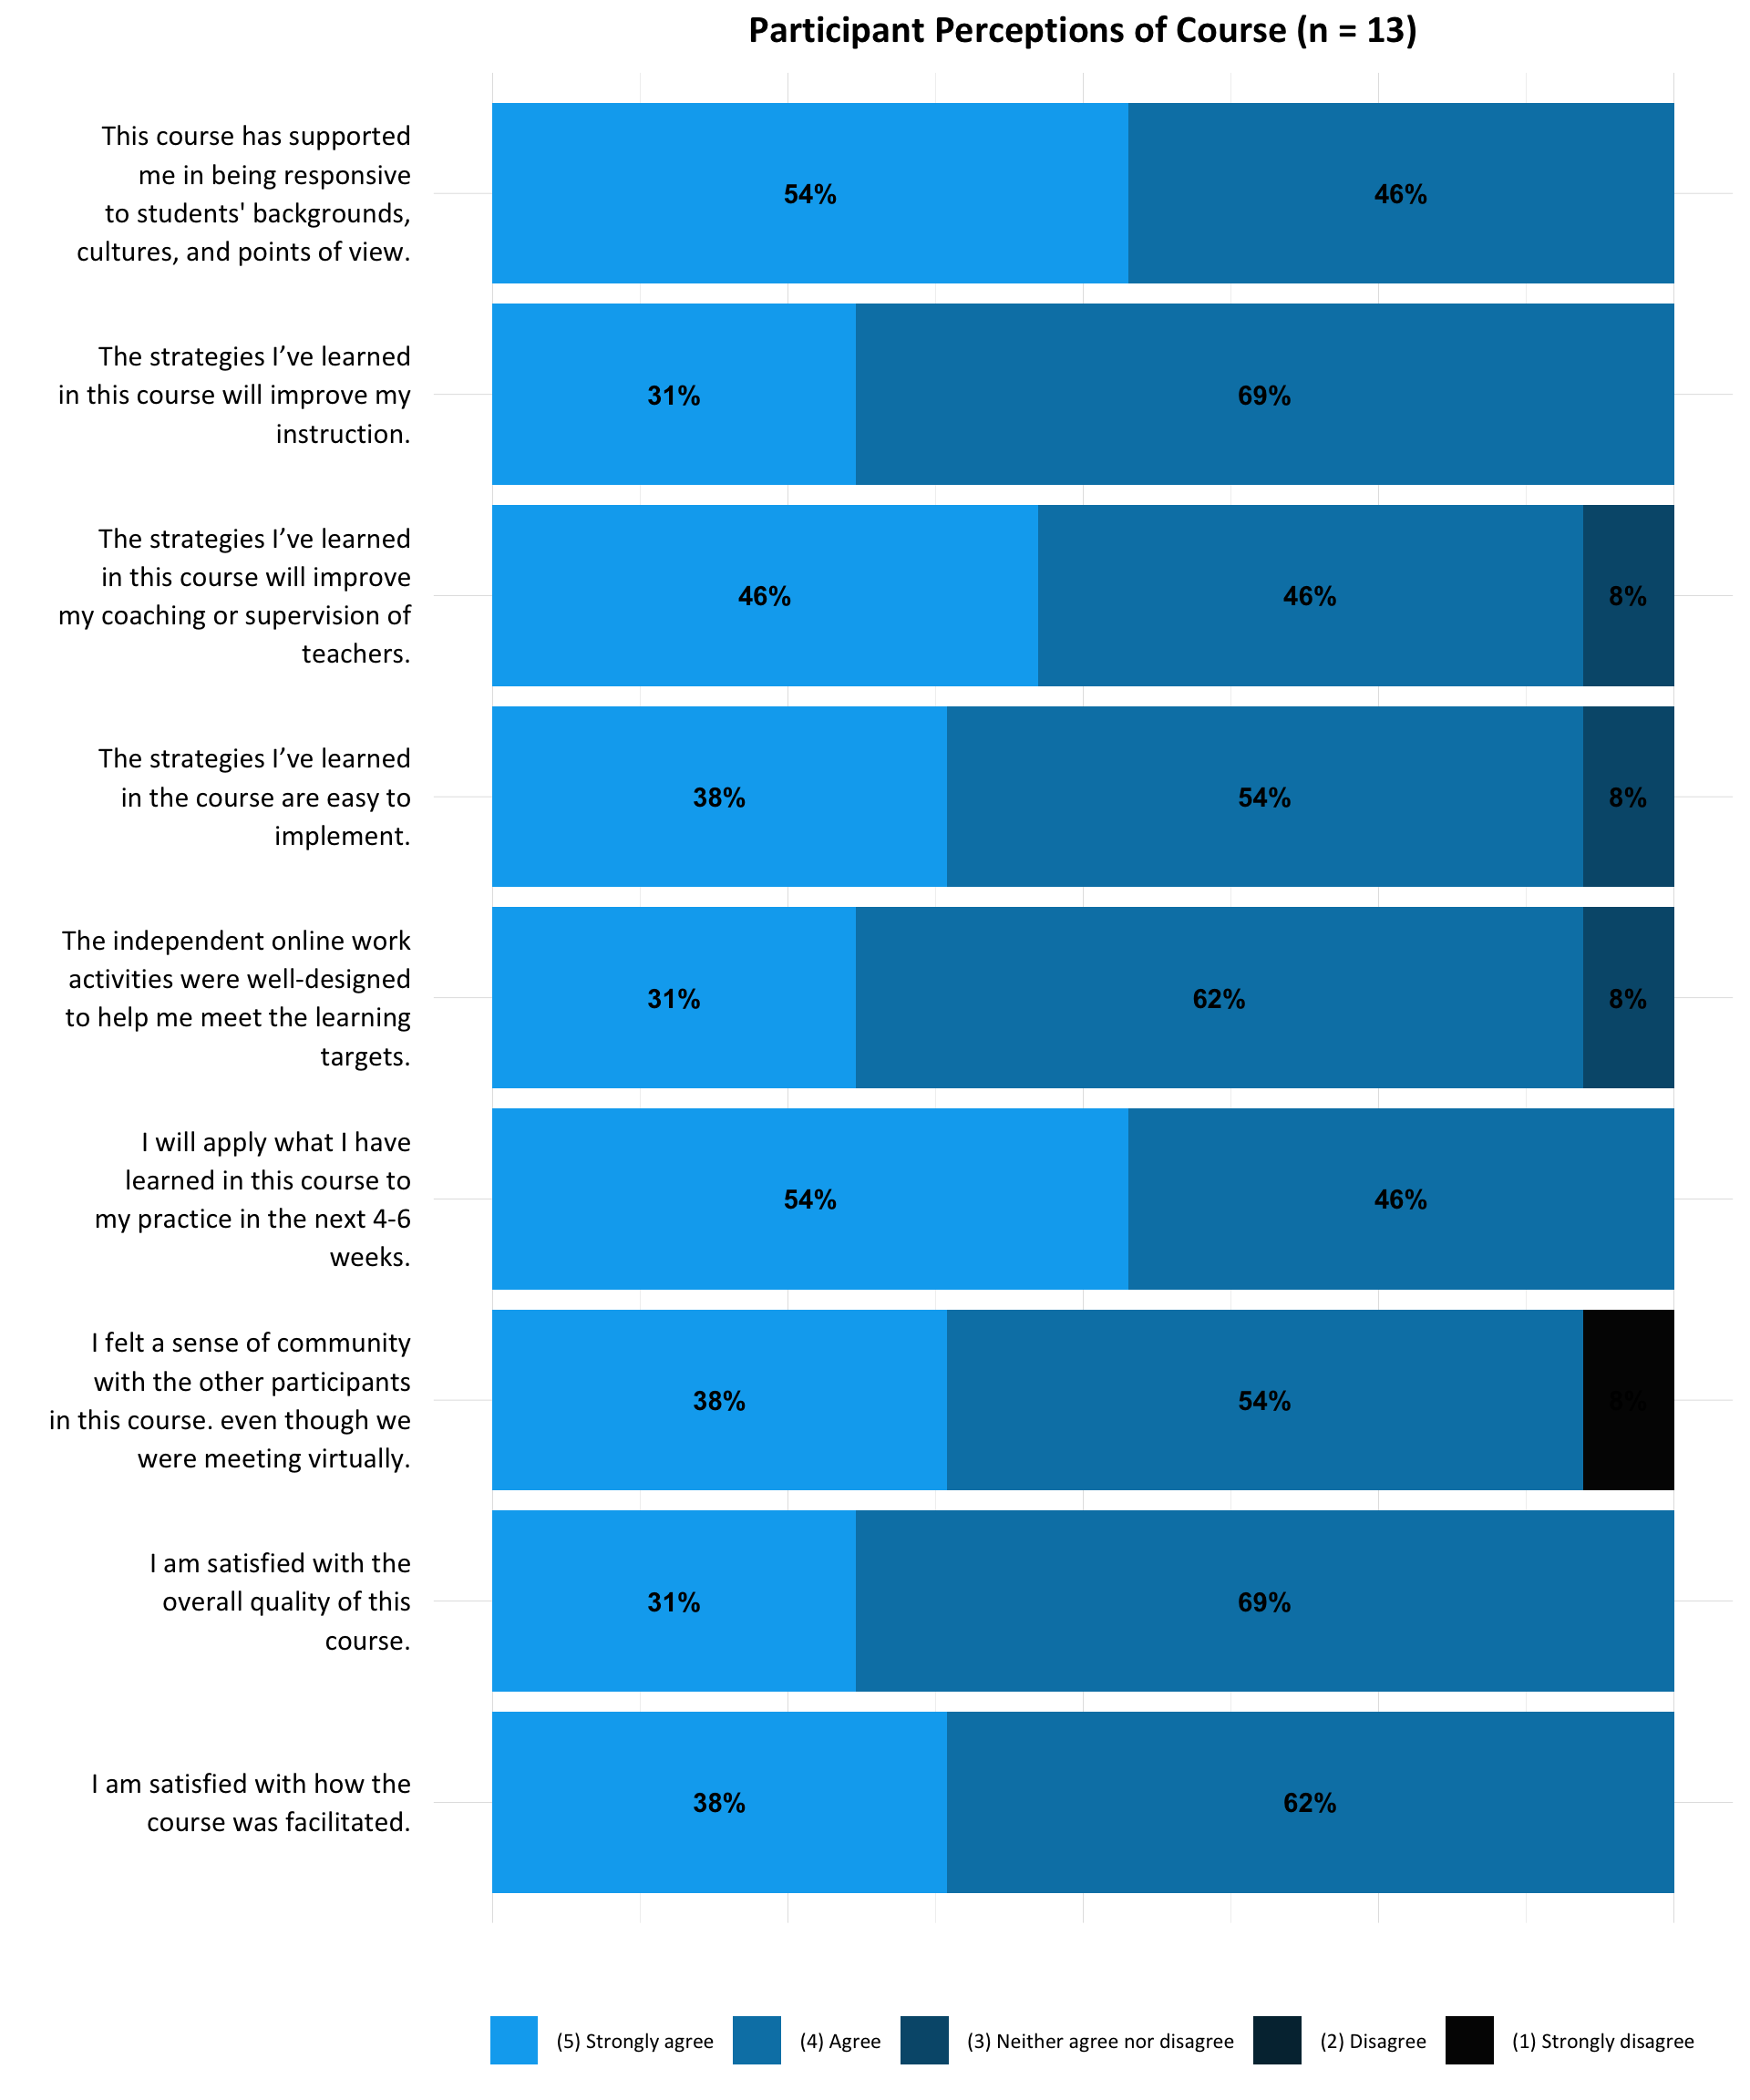 Participant Perceptions of Course (n = 13)
This course has supported
me in being responsive
to students' backgrounds,
cultures, and points of view.
54%
46%
The strategies I’ve learned
in this course will improve my
instruction.
31%
69%
The strategies I’ve learned
in this course will improve
my coaching or supervision of
teachers.
46%
46%
8%
The strategies I’ve learned
in the course are easy to
implement.
38%
54%
8%
The independent online work
activities were well-designed
to help me meet the learning
targets.
31%
62%
8%
I will apply what I have
learned in this course to
my practice in the next 4-6
weeks.
54%
46%
I felt a sense of community
with the other participants
in this course. even though we
were meeting virtually.
38%
54%
8%
I am satisfied with the
overall quality of this
course.
31%
69%
I am satisfied with how the
course was facilitated.
38%
62%
(5) Strongly agree
(4) Agree
(3) Neither agree nor disagree
(2) Disagree
(1) Strongly disagree